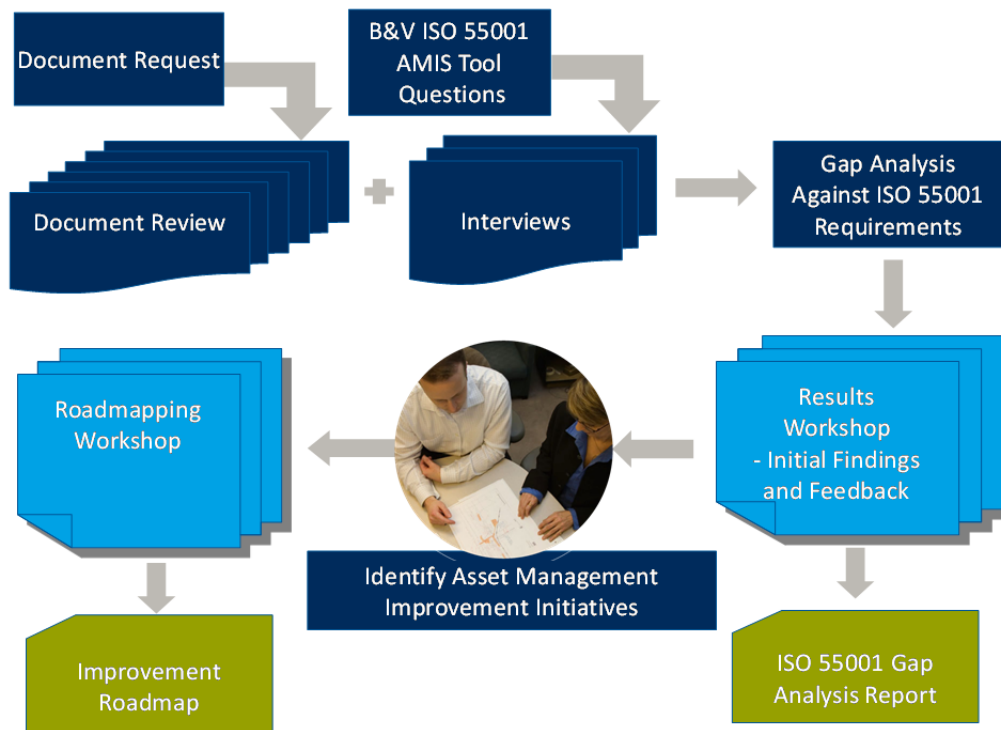 Document Request
B&V ISO 55001
AMIS Tool
Questions
Document Review
Interviews
Gap Analysis
Against ISO 55001
Requirements
Roadmapping
Workshop
Results
Workshop
- Initial Findings
and Feedback
Identify Asset Management
Improvement Initiatives
Improvement
Roadmap
ISO 55001 Gap
Analysis Report